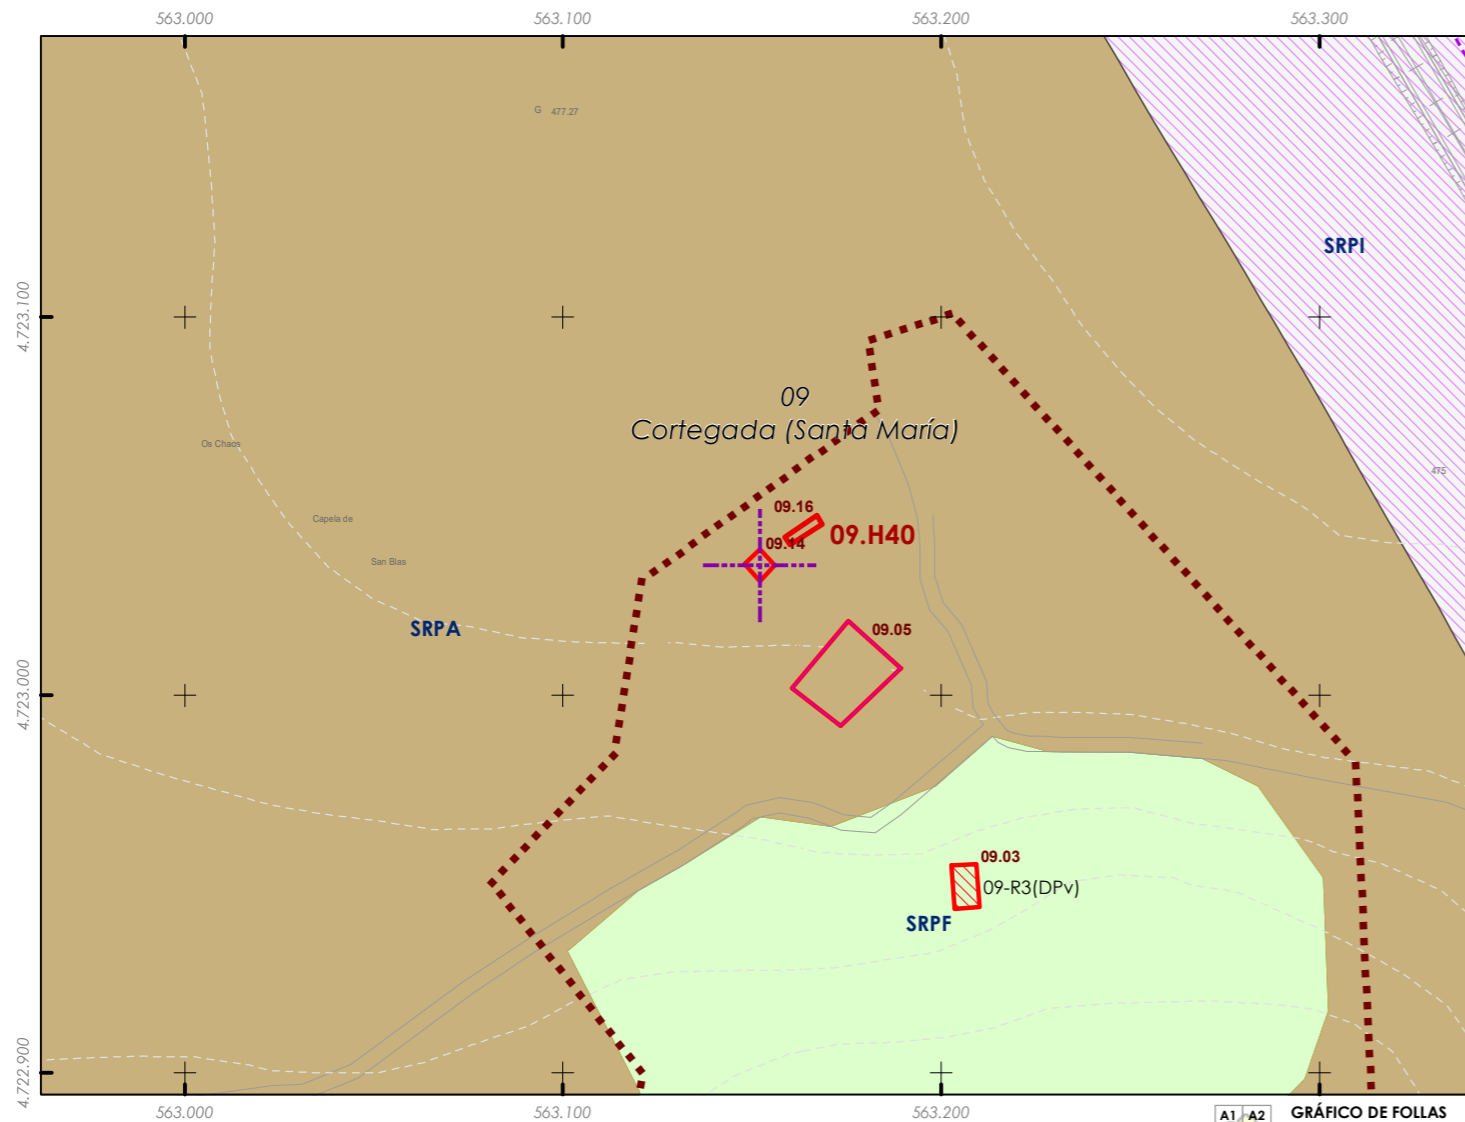 563.000 563.100 563.200 563.300
G 477.27
SRPI
4.723.100
09
Cortegada (Santa María)
Os Chaos
475
09.16
Capela de
09.H40
09.14
San Blas
SRPA
09.05
4.723.000
09.03
09-R3(DPv)
SRPF
4.722.900
563.000 563.100 563.200
A1 A2 GRÁFICO DE FOLLAS